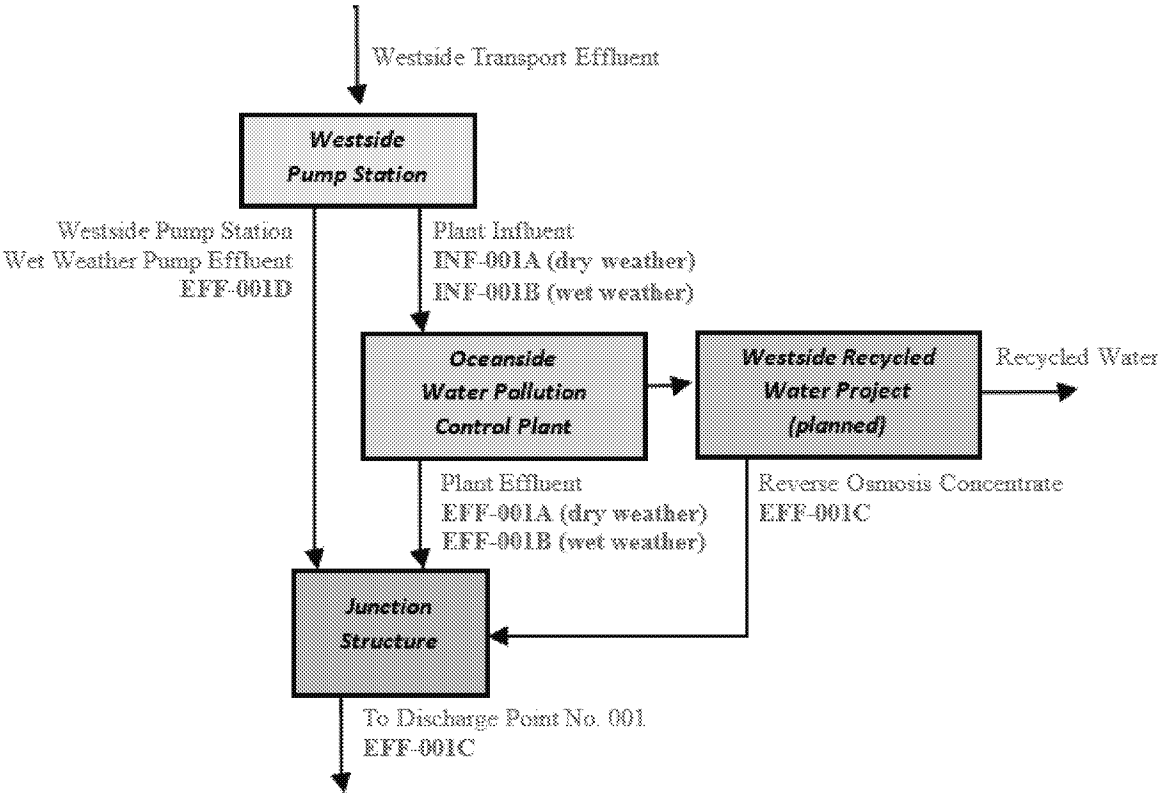 Westside Transport Effluent
Westside
Pump Station
Westside Pump Station
Wet Weather Pump Effluent
EFF-001D
Plant Influent
INF-001A (dry weather)
INF-001B (wet weather)
Oceanside
Water Pollution
Control Plant
Westside Recycled
Water Project
(planned)
Recycled Water
Plant Effluent
EFF-001A (dry weather)
EFF-001B (wet weather)
Reverse Osmosis Concentrate
EFF-001C
Junction
Structure
To Discharge Point No. 001
EFF-001C